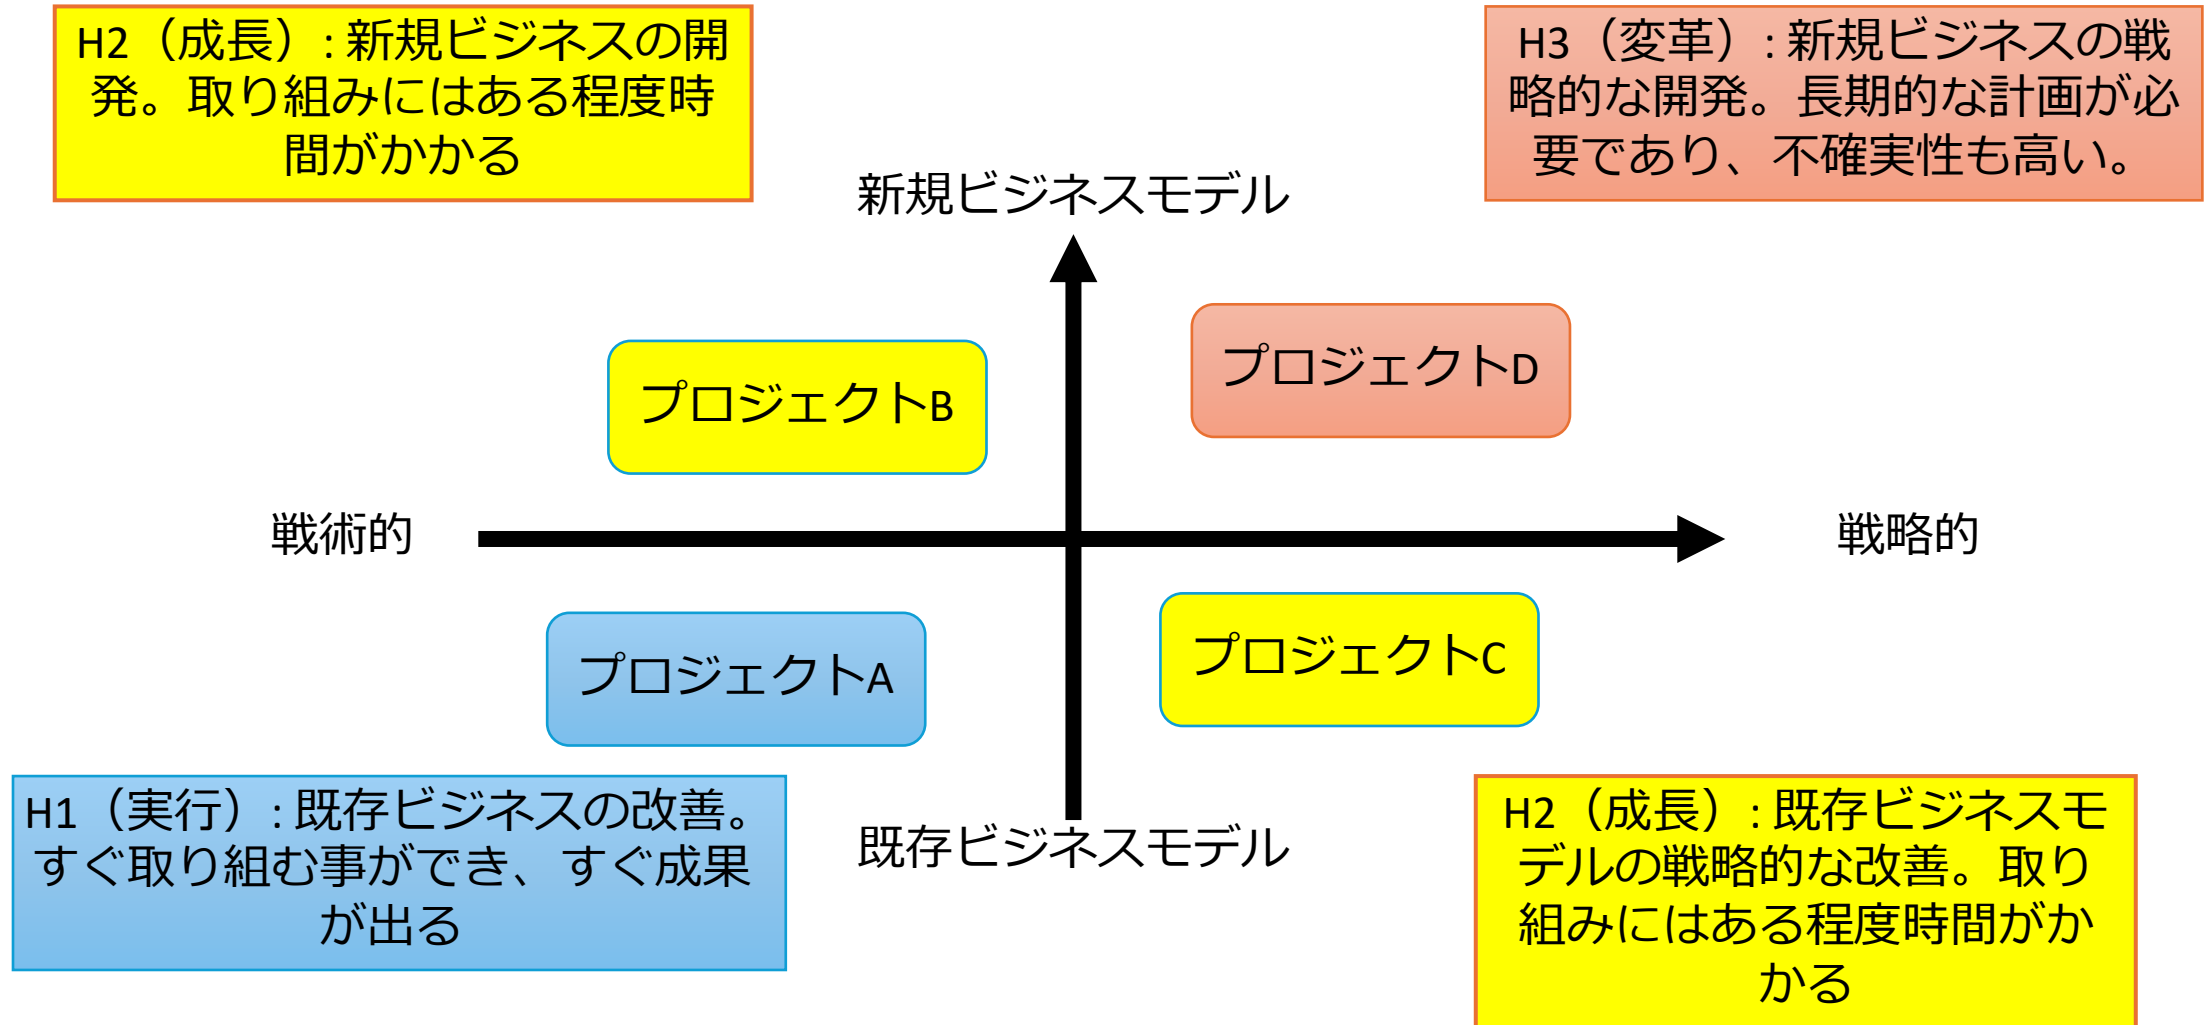 H2（成長）: 新規ビジネスの開
発。取り組みにはある程度時
間がかかる
H3（変革）: 新規ビジネスの戦
略的な開発。長期的な計画が必
要であり、不確実性も高い。
新規ビジネスモデル
プロジェクトB
プロジェクトD
戦術的
戦略的
プロジェクトA
プロジェクトC
H1（実行）: 既存ビジネスの改善。
すぐ取り組む事ができ、すぐ成果
が出る
既存ビジネスモデル
H2（成長）: 既存ビジネスモ
デルの戦略的な改善。取り
組みにはある程度時間がか
かる